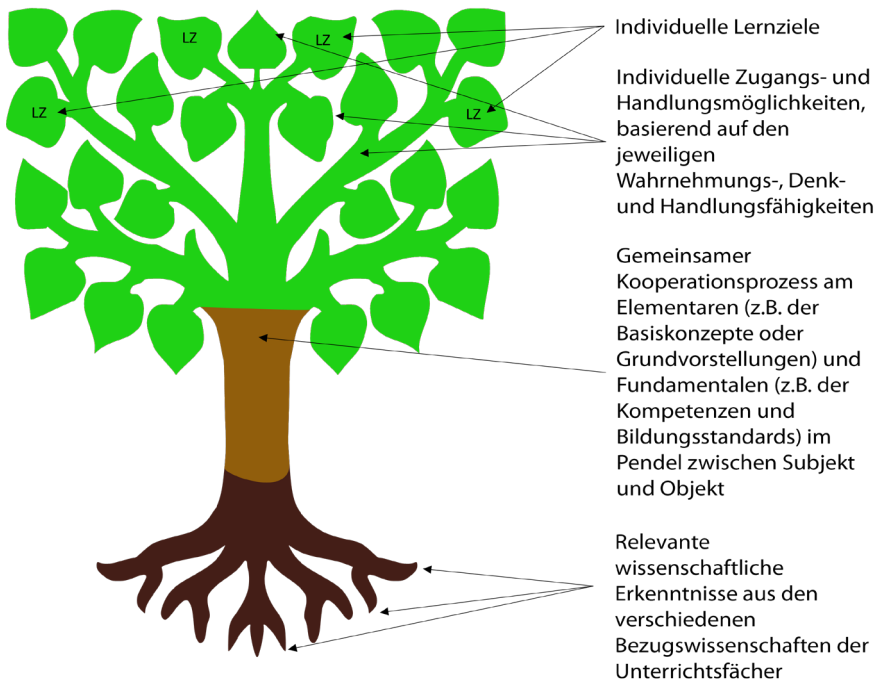 LZ
LZ
LZ
LZ
Individuelle Lernziele
Individuelle Zugangs- und
Handlungsmöglichkeiten,
basierend auf den
jeweiligen
Wahrnehmungs-, Denk-
und Handlungsfähigkeiten
Gemeinsamer
Kooperationsprozess am
Elementaren (z.B. der
Basiskonzepte oder
Grundvorstellungen) und
Fundamentalen (z.B. der
Kompetenzen und
Bildungsstandards) im
Pendel zwischen Subjekt
und Objekt
Relevante
wissenschaftliche
Erkenntnisse aus den
verschiedenen
Bezugswissenschaften der
Unterrichtsfächer